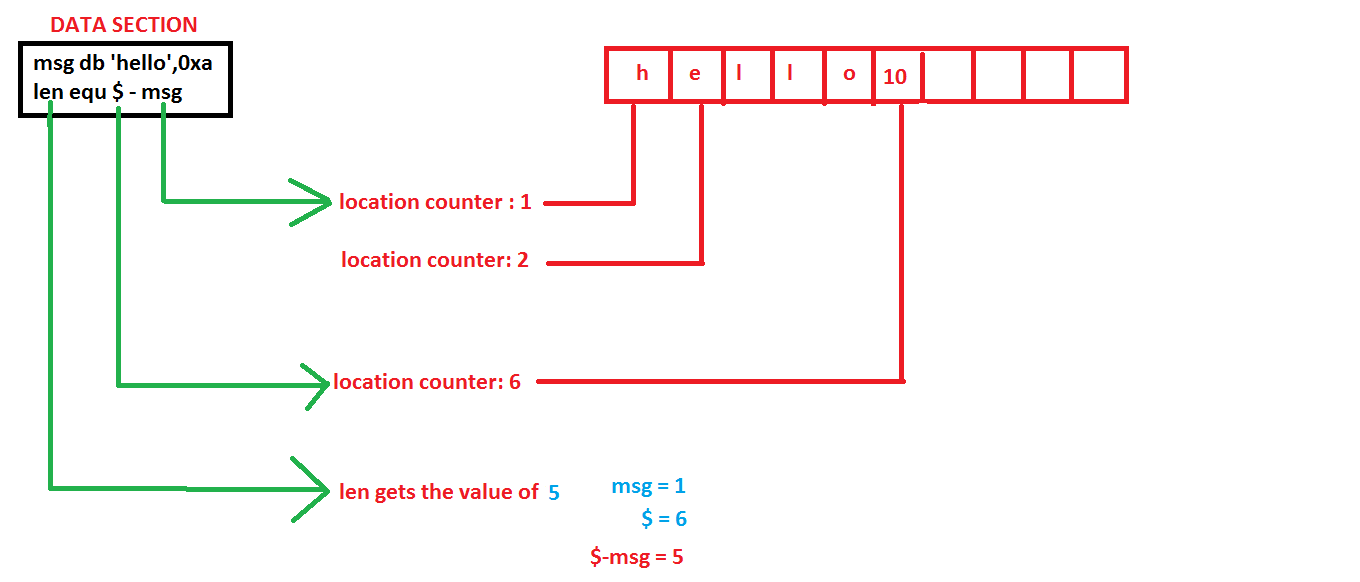 DATA SECTION
msg db 'hello',0xa
len equ $ - msg
h e l l o 10
location counter : 1
location counter: 2
location counter: 6
len gets the value of 5
msg = 1
$ = 6
$-msg = 5